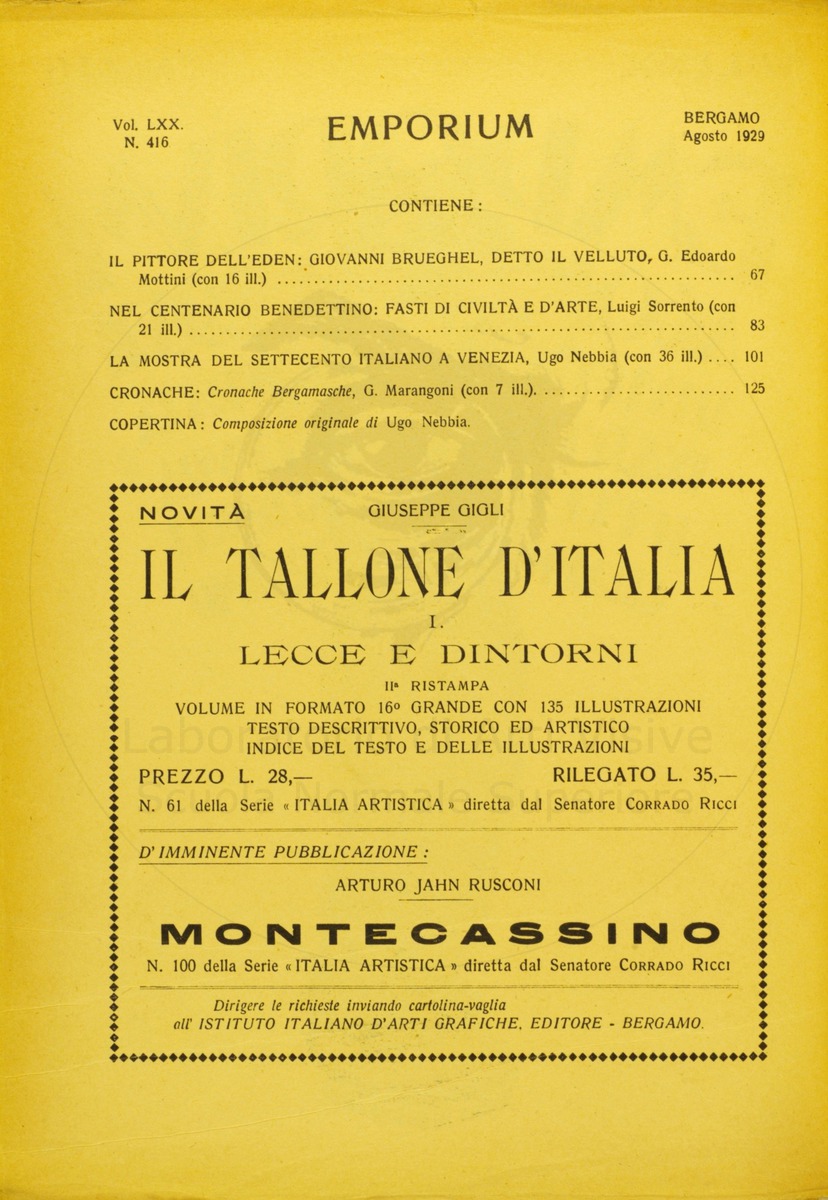 Vol. LXX.
N. 416
EMPORIUM
BERGAMO
Agosto 1929
CONTIENE:
IL PITTORE DELL'EDEN: GIOVANNI BRUEGHEL, DETTO IL VELLUTO, G. Edoardo
Mottini (con 16 ill.) ........ 67
NEL CENTENARIO BENEDETTINO: FASTI DI CIVILTÀ E D'ARTE, Luigi Sorrento (con
21 ill.) ........ 83
LA MOSTRA DEL SETTECENTO ITALIANO A VENEZIA, Ugo Nebbia (con 36 ill.) .... 101
CRONACHE: Cronache Bergamasche, G. Marangoni (con 7 ill.). ........ 125
COPERTINA: Composizione originale di Ugo Nebbia.
NOVITÀ
GIUSEPPE GIGLI
IL TALLONE D'ITALIA
I.
LECCE E DINTORNI
IIª RISTAMPA
VOLUME IN FORMATO 16º GRANDE CON 135 ILLUSTRAZIONI
TESTO DESCRITTIVO, STORICO ED ARTISTICO
INDICE DEL TESTO E DELLE ILLUSTRAZIONI
PREZZO L. 28,— RILEGATO L. 35,—
N. 61 della Serie « ITALIA ARTISTICA » diretta dal Senatore CORRADO RICCI
D'IMMINENTE PUBBLICAZIONE:
ARTURO JAHN RUSCONI
MONTECASSINO
N. 100 della Serie « ITALIA ARTISTICA » diretta dal Senatore CORRADO RICCI
Dirigere le richieste inviando cartolina-vaglia
all' ISTITUTO ITALIANO D'ARTI GRAFICHE, EDITORE - BERGAMO.